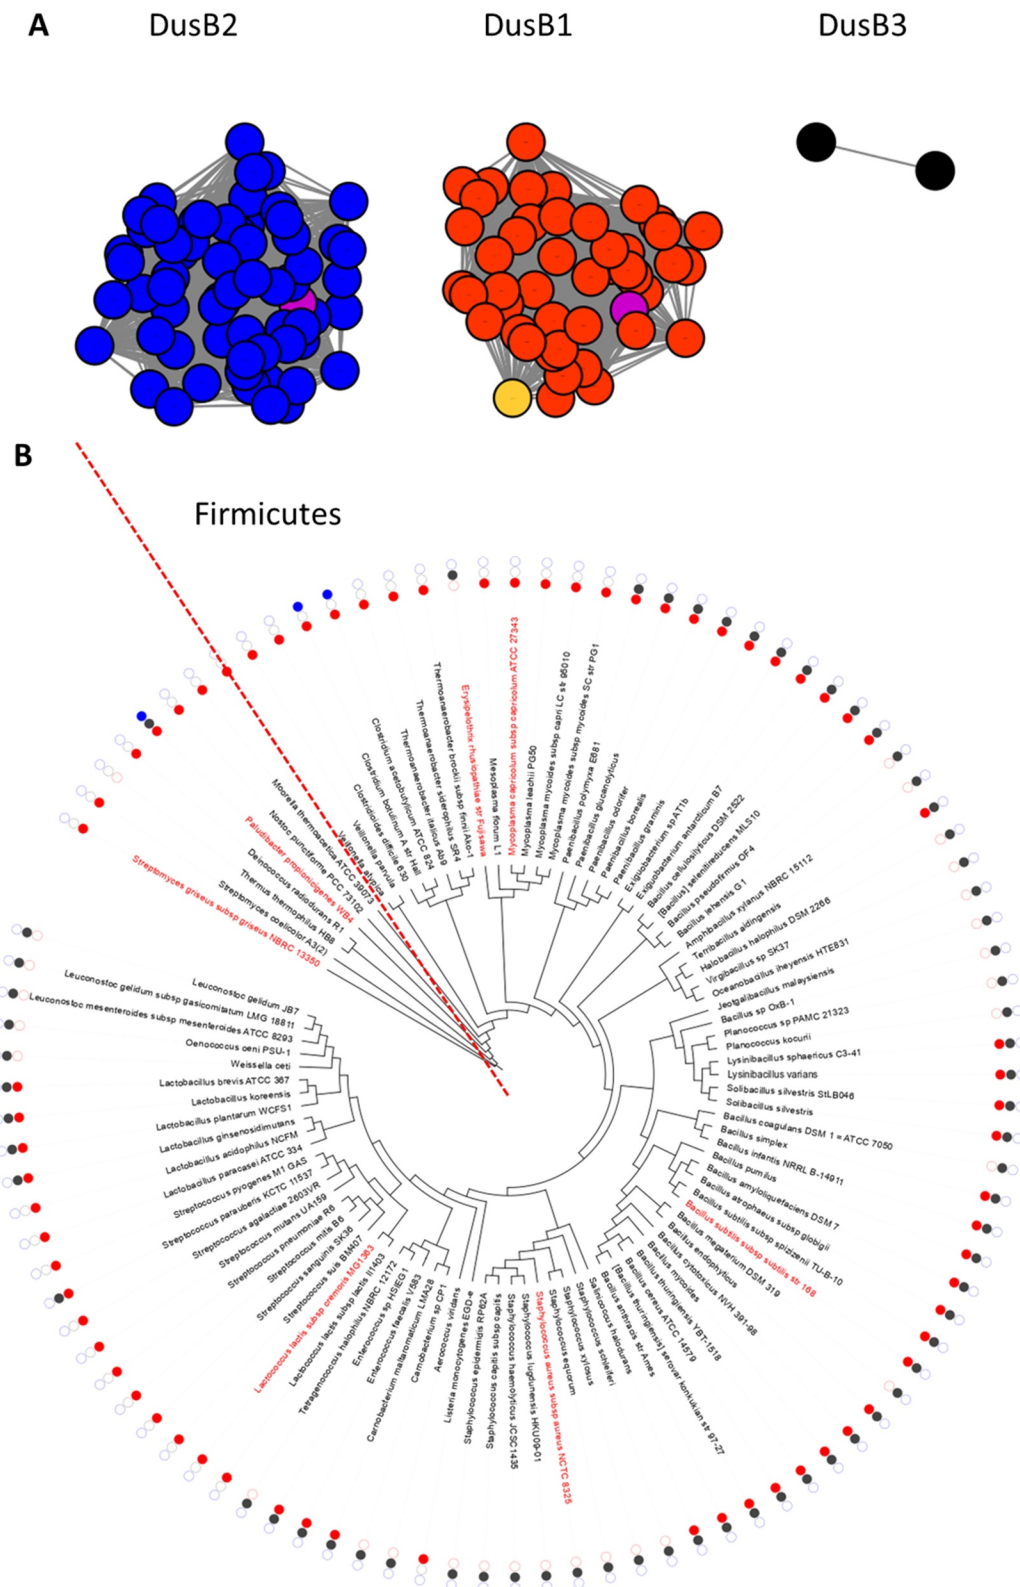 A
DusB2
DusB1
DusB3
B
Firmicutes
Streptomyces griseus subsp griseus NBRC 13350
Streptomyces coelicolor A3(2)
Thermus thermophilus HB8
Deinococcus radiodurans R1
Paludibacter propionicigenes WB4
Nostoc punctiforme PCC 73102
Moorella thermoacetica ATCC 39073
Veillonella atypica
Veillonella parvula
Clostridioides difficile 630
Clostridium botulinum A str Hall
Clostridium acetobutylicum ATCC 824
Thermoanaerobacter italicus Ab9
Thermoanaerobacter siderophilus SR4
Thermoanaerobacter brockii subsp finnii Ako-1
Erysipelothrix rhusiopathiae str Fujisawa
Mesoplasma florum L1
Mycoplasma capricolum subsp capricolum ATCC 27343
Mycoplasma leachii PG50
Mycoplasma mycoides subsp capri LC str 95010
Mycoplasma mycoides subsp mycoides SC str PG1
Paenibacillus polymyxa E681
Paenibacillus glucanolyticus
Paenibacillus odorifer
Paenibacillus borealis
Paenibacillus graminis
Exiguobacterium sp AT1b
Exiguobacterium antarcticum B7
Bacillus cellulosilyticus DSM 2522
[Bacillus] selenitireducens MLS10
Bacillus pseudofirmus OF4
Bacillus lehensis G1
Amphibacillus xylanus NBRC 15112
Terribacillus aidingensis
Halobacillus halophilus DSM 2266
Virgibacillus sp SK37
Oceanobacillus iheyensis HTE831
Jeotgalibacillus malaysiensis
Bacillus sp OxB-1
Planococcus sp PAMC 21323
Planococcus kocurii
Lysinibacillus sphaericus C3-41
Lysinibacillus varians
Solibacillus silvestris StLB046
Solibacillus silvestris
Bacillus coagulans DSM 1 = ATCC 7050
Bacillus simplex
Bacillus infantis NRRL B-14911
Bacillus pumilus
Bacillus amyloliquefaciens DSM 7
Bacillus atrophaeus subsp globigii
Bacillus subtilis subsp spizizenii TU-B-10
Bacillus subtilis subsp subtilis str 168
Bacillus megaterium DSM 319
Bacillus endophyticus
Bacillus cytotoxicus NVH 391-98
Bacillus mycoides
Bacillus thuringiensis YBT-1518
Bacillus cereus ATCC 14579
[Bacillus thuringiensis] serovar konkukian str 97-27
Bacillus anthracis str Ames
Salinicoccus halodurans
Staphylococcus schleiferi
Staphylococcus xylosus
Staphylococcus equorum
Staphylococcus aureus subsp aureus NCTC 8325
Staphylococcus lugdunensis HKU09-01
Staphylococcus haemolyticus JCSC1435
Staphylococcus capitis subsp capitis
Staphylococcus epidermidis RP62A
Listeria monocytogenes EGD-e
Aerococcus viridans
Carnobacterium sp CP1
Carnobacterium maltaromaticum LMA28
Enterococcus faecalis V583
Enterococcus sp HSIEG1
Tetragenococcus halophilus NBRC 12172
Lactococcus lactis subsp lactis Il1403
Lactococcus lactis subsp cremoris MG1363
Streptococcus suis BM407
Streptococcus sanguinis SK36
Streptococcus mitis B6
Streptococcus pneumoniae R6
Streptococcus mutans UA159
Streptococcus agalactiae 2603VR
Streptococcus parauberis KCTC 11537
Streptococcus pyogenes M1 GAS
Lactobacillus paracasei ATCC 334
Lactobacillus acidophilus NCFM
Lactobacillus ginsenosidimutans
Lactobacillus plantarum WCFS1
Lactobacillus koreensis
Lactobacillus brevis ATCC 367
Weissella ceti
Oenococcus oeni PSU-1
Leuconostoc mesenteroides subsp mesenteroides ATCC 8293
Leuconostoc gelidum subsp gasicomitatum LMG 18811
Leuconostoc gelidum JB7